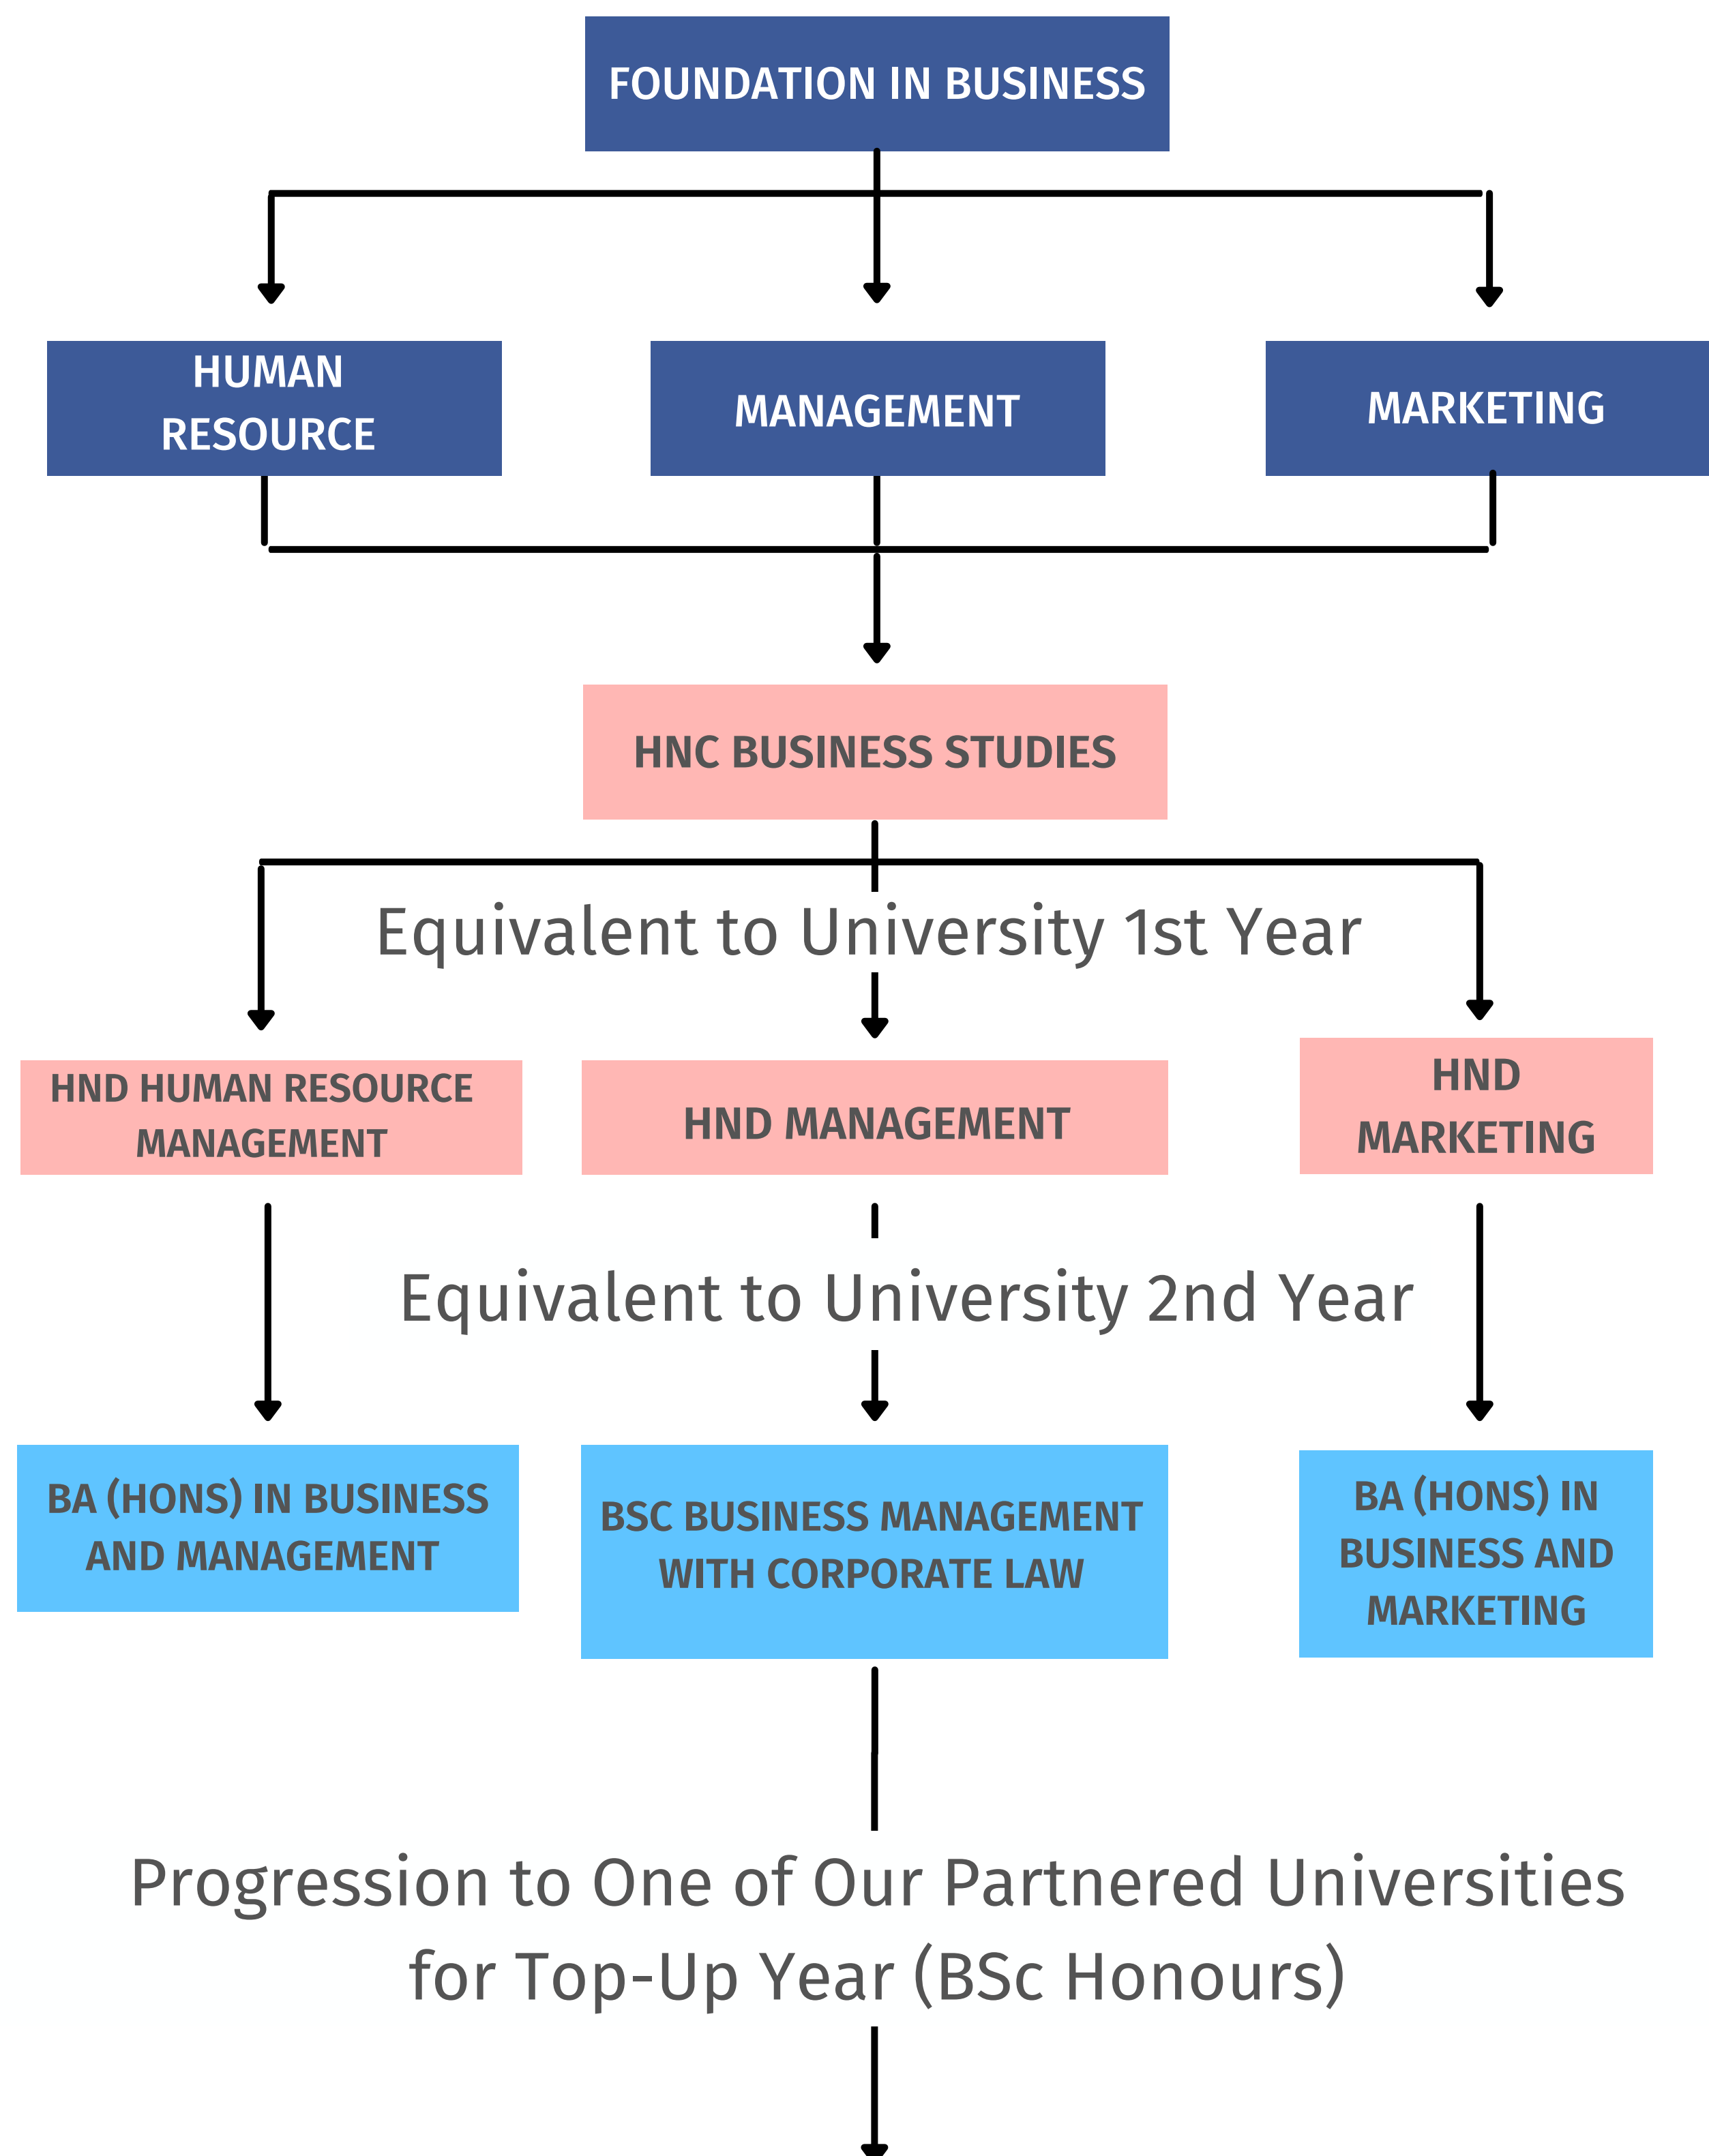 FOUNDATION IN BUSINESS
HUMAN
RESOURCE
MANAGEMENT
MARKETING
HNC BUSINESS STUDIES
Equivalent to University 1st Year
HND HUMAN RESOURCE
MANAGEMENT
HND MANAGEMENT
HND
MARKETING
Equivalent to University 2nd Year
BA (HONS) IN BUSINESS
AND MANAGEMENT
BSC BUSINESS MANAGEMENT
WITH CORPORATE LAW
BA (HONS) IN
BUSINESS AND
MARKETING
Progression to One of Our Partnered Universities
for Top-Up Year (BSc Honours)